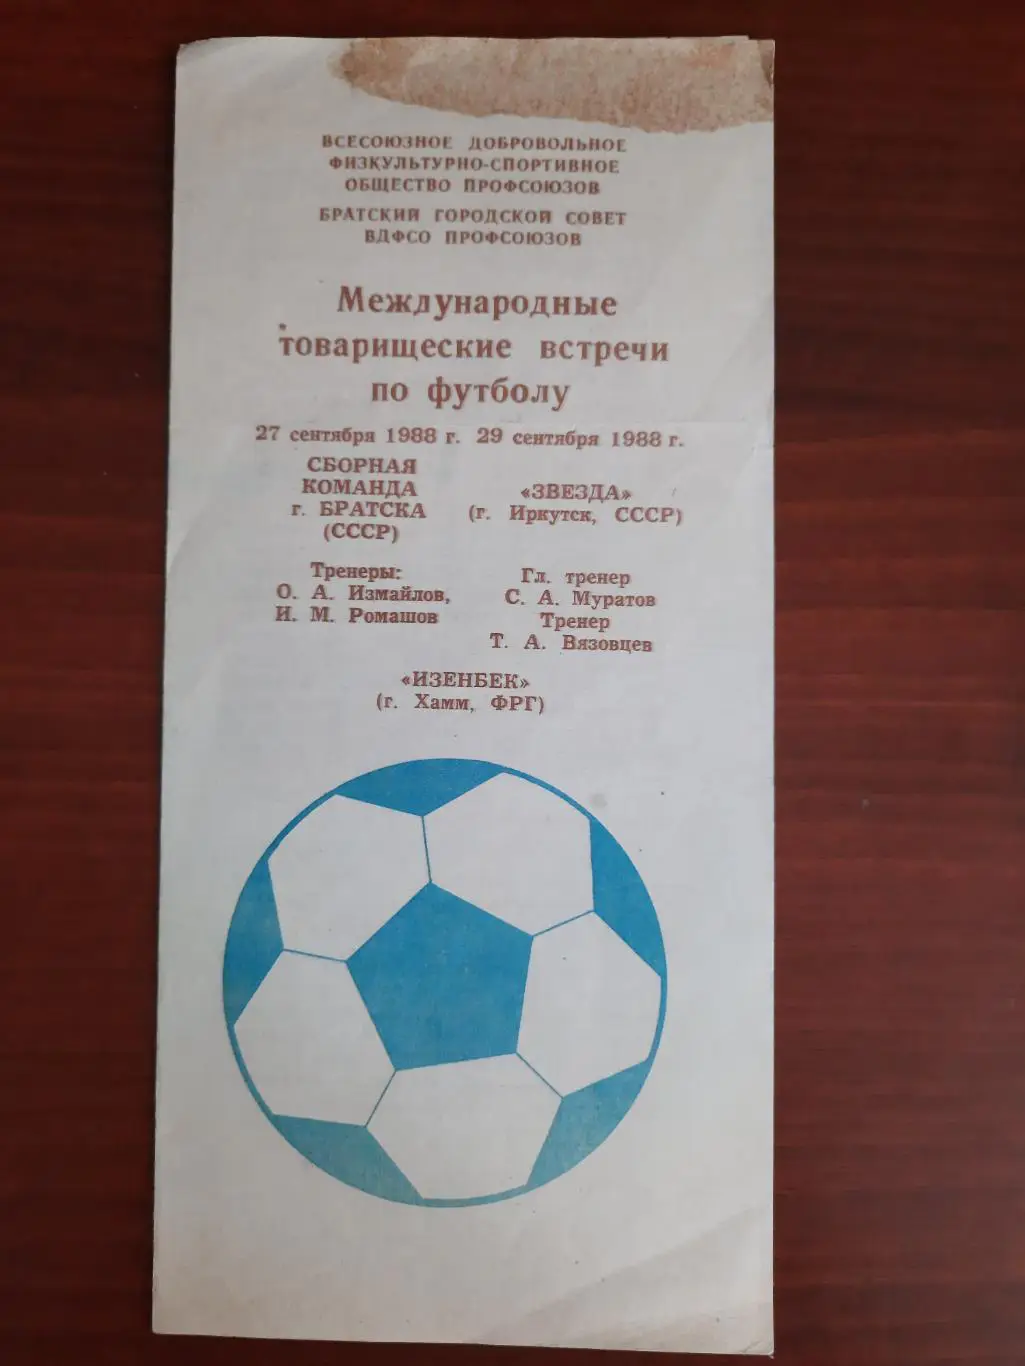 ВСЕСОЮЗНОЕ ДОБРОВОЛЬНОЕ
ФИЗКУЛЬТУРНО-СПОРТИВНОЕ
ОБЩЕСТВО ПРОФСОЮЗОВ
БРАТСКИЙ ГОРОДСКОЙ СОВЕТ
ВДФСО ПРОФСОЮЗОВ
Международные
товарищеские встречи
по футболу
27 сентября 1988 г. 29 сентября 1988 г.
СБОРНАЯ
КОМАНДА
г. БРАТСКА
(СССР)
Тренеры:
О. А. Измайлов,
И. М. Ромашов
«ЗВЕЗДА»
(г. Иркутск, СССР)
Гл. тренер
С. А. Муратов
Тренер
Т. А. Вязовцев
«ИЗЕНБЕК»
(г. Хамм, ФРГ)